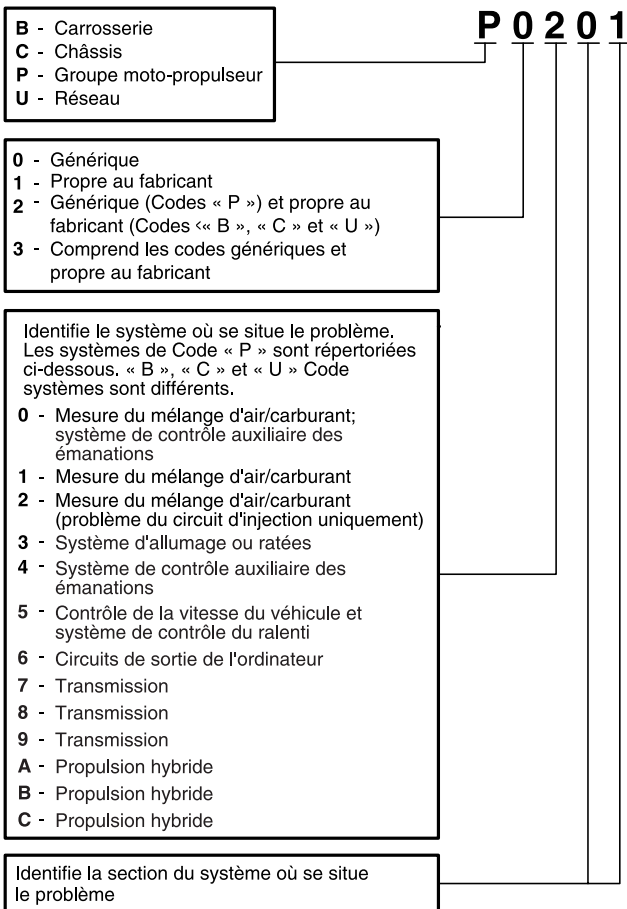 P0201
B - Carrosserie
C - Châssis
P - Groupe moto-propulseur
U - Réseau
0 - Générique
1 - Propre au fabricant
2 - Générique (Codes « P ») et propre au
fabricant (Codes ‹« B », « C » et « U »)
3 - Comprend les codes génériques et
propre au fabricant
Identifie le système où se situe le problème.
Les systèmes de Code « P » sont répertoriées
ci-dessous. « B », « C » et « U » Code
systèmes sont différents.
0 - Mesure du mélange d'air/carburant;
système de contrôle auxiliaire des
émanations
1 - Mesure du mélange d'air/carburant
2 - Mesure du mélange d'air/carburant
(problème du circuit d'injection uniquement)
3 - Système d'allumage ou ratées
4 - Système de contrôle auxiliaire des
émanations
5 - Contrôle de la vitesse du véhicule et
système de contrôle du ralenti
6 - Circuits de sortie de l'ordinateur
7 - Transmission
8 - Transmission
9 - Transmission
A - Propulsion hybride
B - Propulsion hybride
C - Propulsion hybride
Identifie la section du système où se situe
le problème